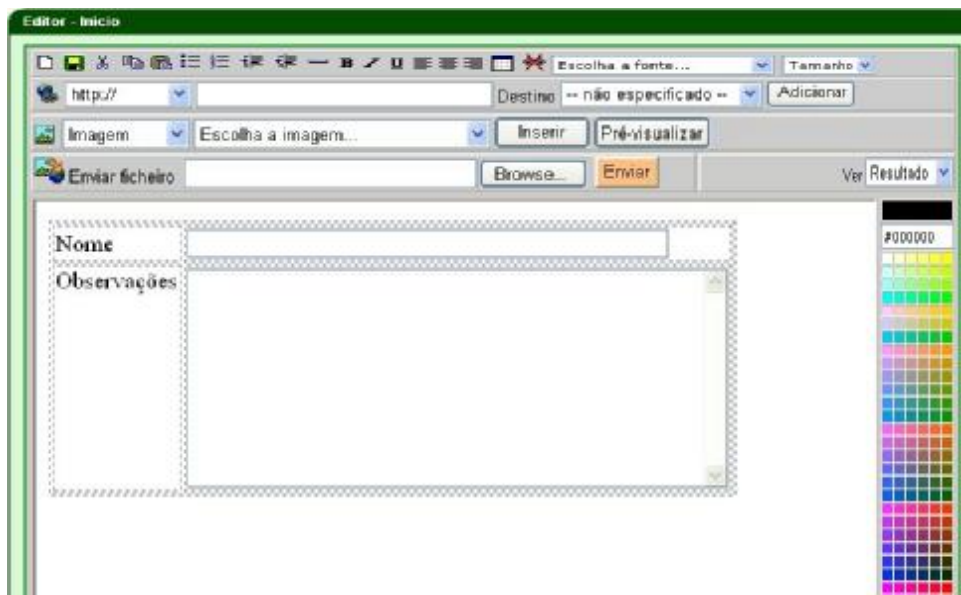 Editor - Inicio
B U Escolha a fonte... Tamanho
http:// Destino -- não especificado -- Adicionar
Imagem Escolha a imagem... Inserir Pré-visualizar
Enviar ficheiro Browse... Enviar Ver Resultado
#000000
Nome
Observações